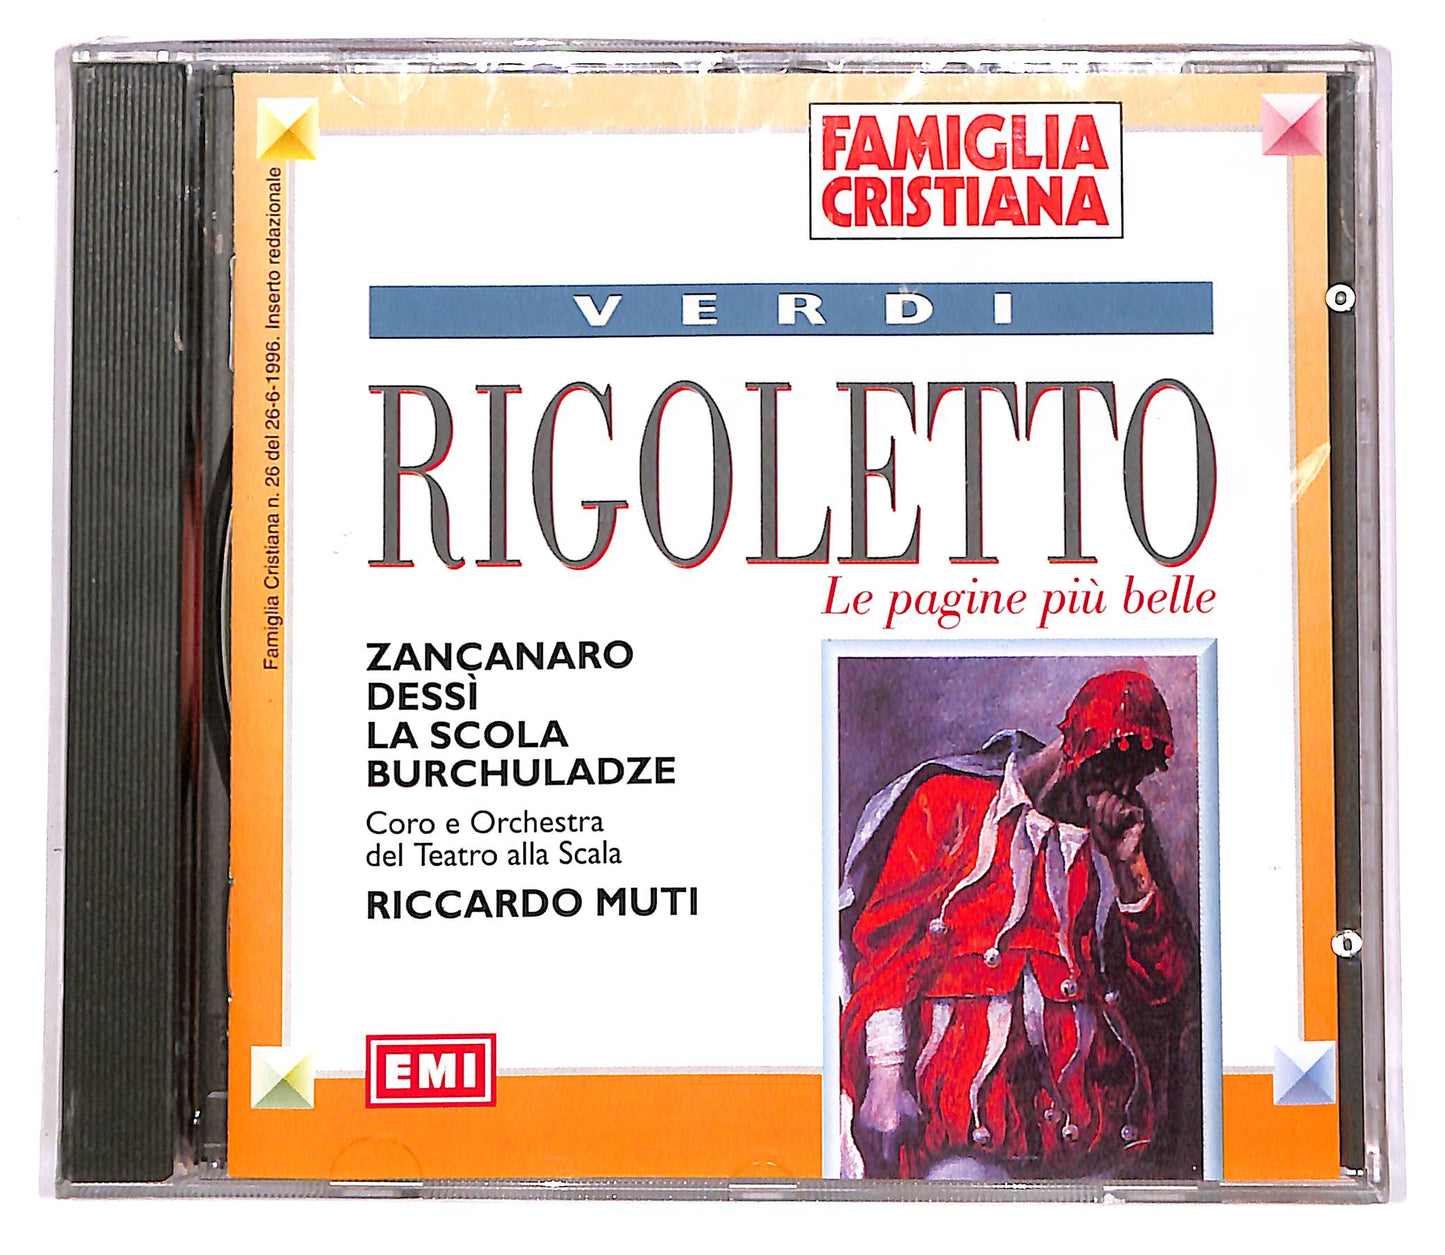 FAMIGLIA
CRISTIANA
VERDI
RIGOLETTO
Le pagine più belle
ZANCANARO
DESSÌ
LA SCOLA
BURCHULADZE
Coro e Orchestra
del Teatro alla Scala
RICCARDO MUTI
EMI
Famiglia Cristiana n. 26 del 26-6-1996. Inserto redazionale